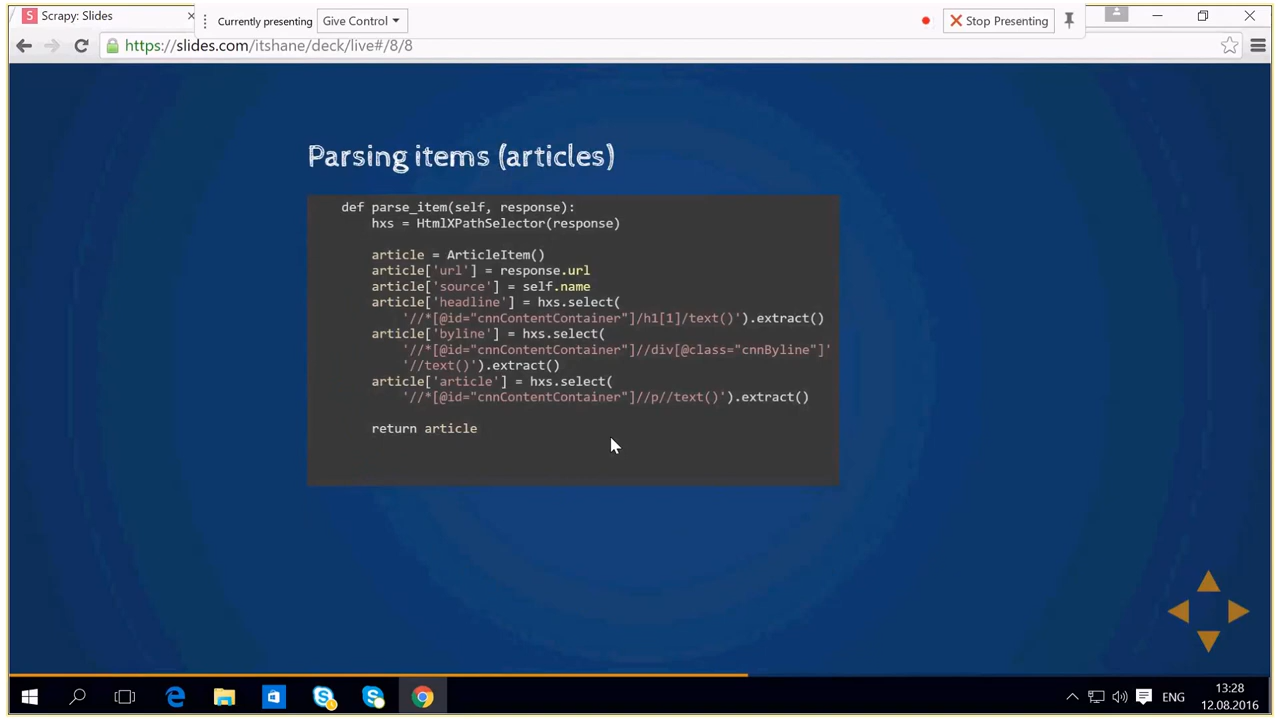 S Scrapy: Slides
Currently presenting
Give Control
Stop Presenting
https://slides.com/itshane/deck/live#/8/8
Parsing items (articles)
def parse_item(self, response):
hxs = HtmlXPathSelector(response)
article = ArticleItem()
article['url'] = response.url
article['source'] = self.name
article['headline'] = hxs.select(
'//*[@id="cnnContentContainer"]/h1[1]/text()').extract()
article['byline'] = hxs.select(
'//*[@id="cnnContentContainer"]//div[@class="cnnByline"]'
'//text()').extract()
article['article'] = hxs.select(
'//*[@id="cnnContentContainer"]//p//text()').extract()
return article
ENG
13:28
12.08.2016